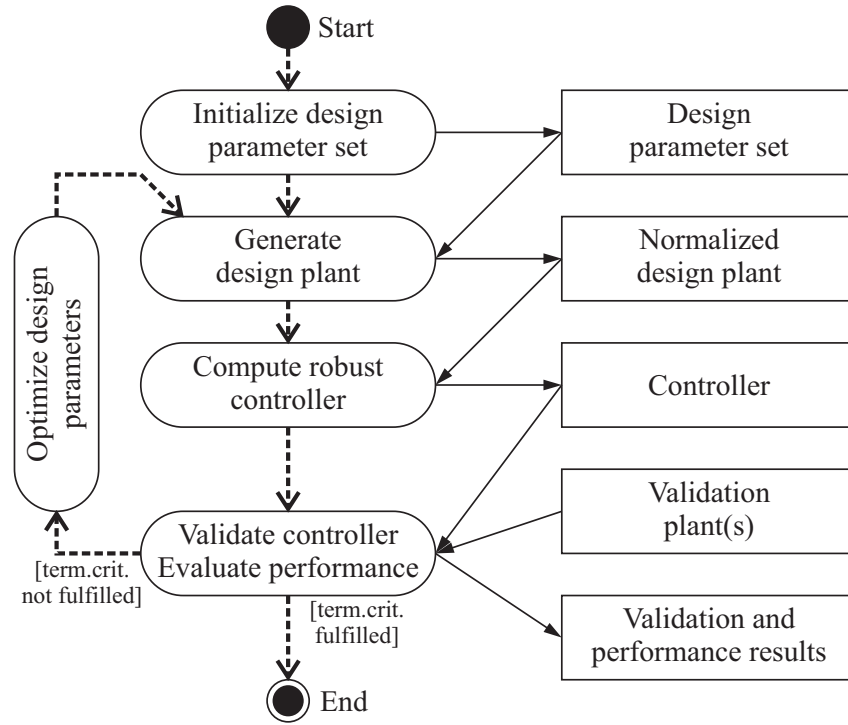 Start
Initialize design
parameter set
Design
parameter set
Generate
design plant
Normalized
design plant
Optimize design
parameters
Compute robust
controller
Controller
Validation
plant(s)
Validate controller
Evaluate performance
[term.crit.
not fulfilled]
[term.crit.
fulfilled]
Validation and
performance results
End